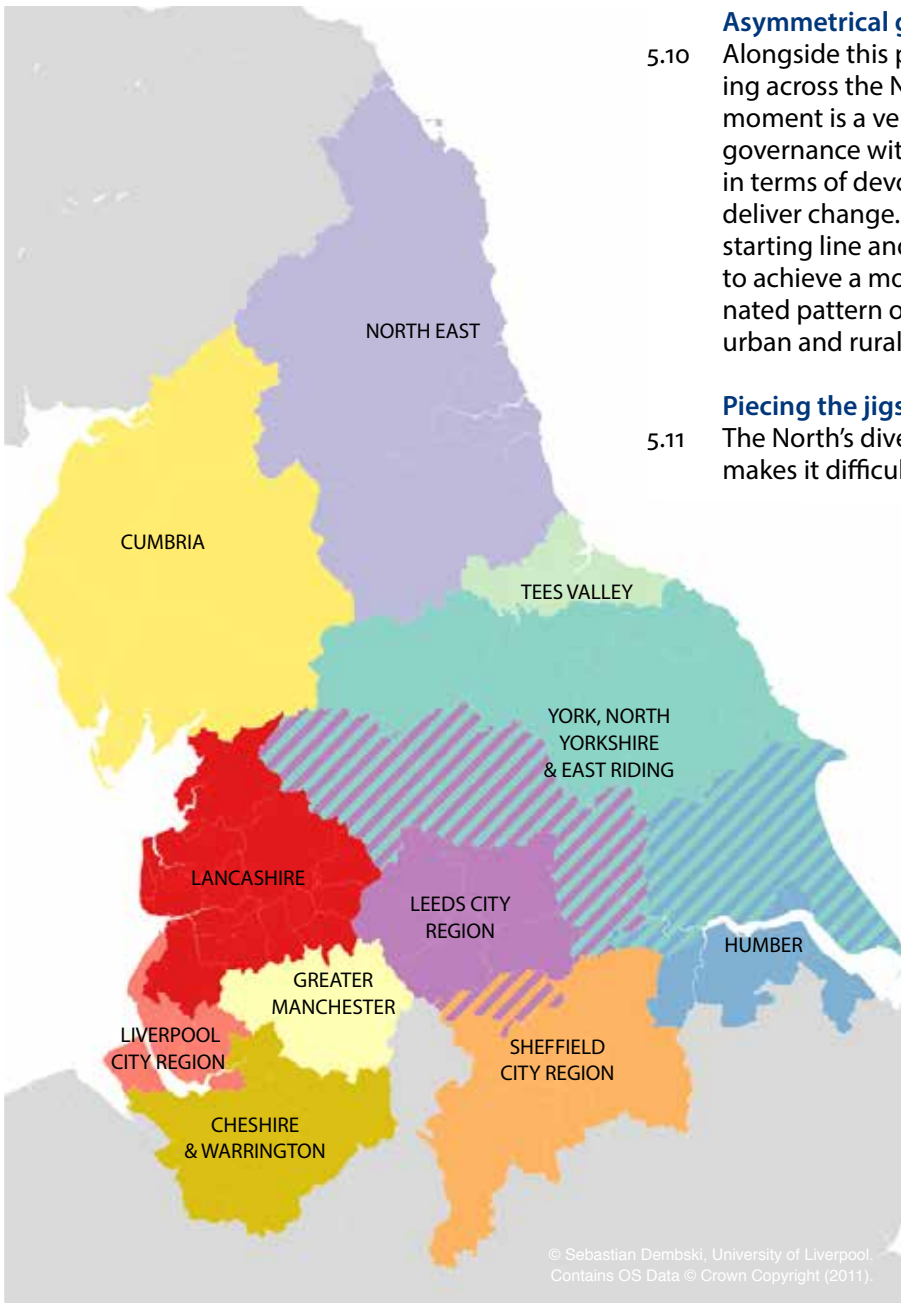 Asymmetrical g
5.10 Alongside this p
ing across the N
moment is a ve
governance wit
in terms of devo
deliver change.
starting line and
to achieve a mo
nated pattern o
urban and rural
Piecing the jigs
5.11 The North's dive
makes it difficul
NORTH EAST
CUMBRIA
TEES VALLEY
YORK, NORTH
YORKSHIRE
& EAST RIDING
LANCASHIRE
LEEDS CITY
REGION
HUMBER
GREATER
MANCHESTER
LIVERPOOL
CITY REGION
SHEFFIELD
CITY REGION
CHESHIRE
& WARRINGTON
© Sebastian Dembski, University of Liverpool.
Contains OS Data © Crown Copyright (2011).